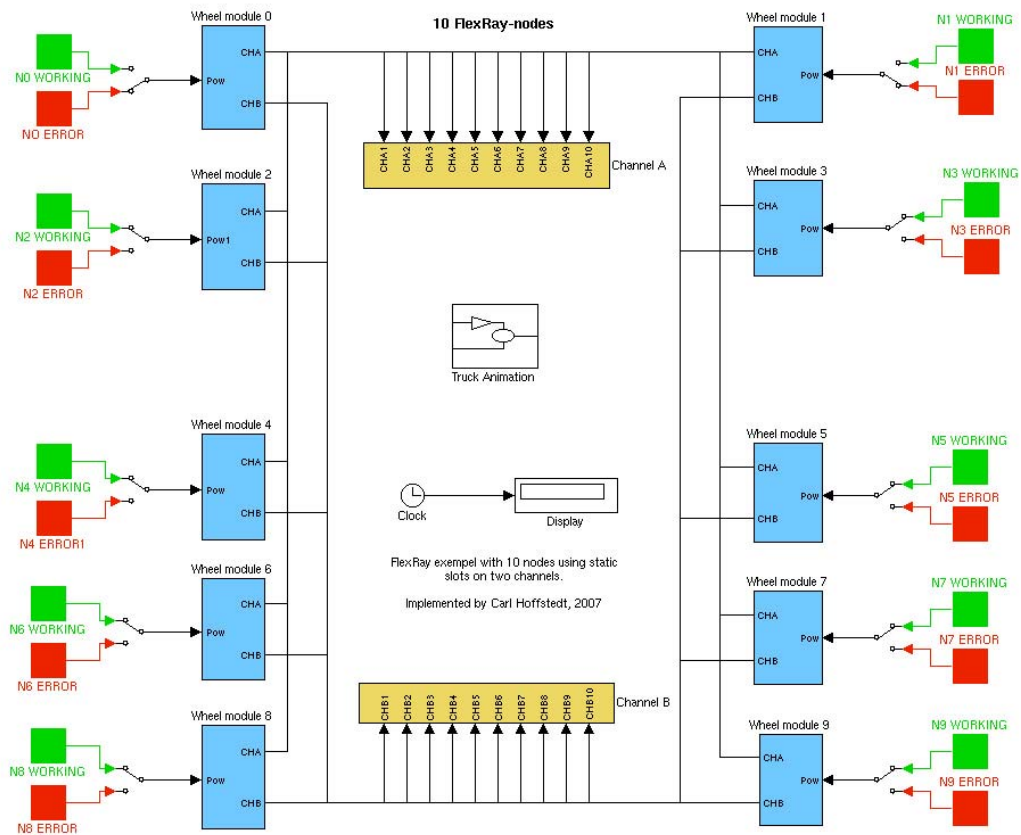 10 FlexRay-nodes
Wheel module 0
CHA
Pow
CHB
N0 WORKING
NO ERROR
Wheel module 1
CHA
Pow
CHB
N1 WORKING
N1 ERROR
CHA1
CHA2
CHA3
CHA4
CHA5
CHA6
CHA7
CHA8
CHA9
CHA10
Channel A
Wheel module 2
CHA
Pow1
CHB
N2 WORKING
N2 ERROR
Wheel module 3
CHA
Pow
CHB
N3 WORKING
N3 ERROR
Truck Animation
Wheel module 4
CHA
Pow
CHB
N4 WORKING
N4 ERROR1
Wheel module 5
CHA
Pow
CHB
N5 WORKING
N5 ERROR
Clock
Display
FlexRay exempel with 10 nodes using static
slots on two channels.
Implemented by Carl Hoffstedt, 2007
Wheel module 6
CHA
Pow
CHB
N6 WORKING
N6 ERROR
Wheel module 7
CHA
Pow
CHB
N7 WORKING
N7 ERROR
CHB1
CHB2
CHB3
CHB4
CHB5
CHB6
CHB7
CHB8
CHB9
CHB10
Channel B
Wheel module 8
CHA
Pow
CHB
N8 WORKING
N8 ERROR
Wheel module 9
CHA
Pow
CHB
N9 WORKING
N9 ERROR